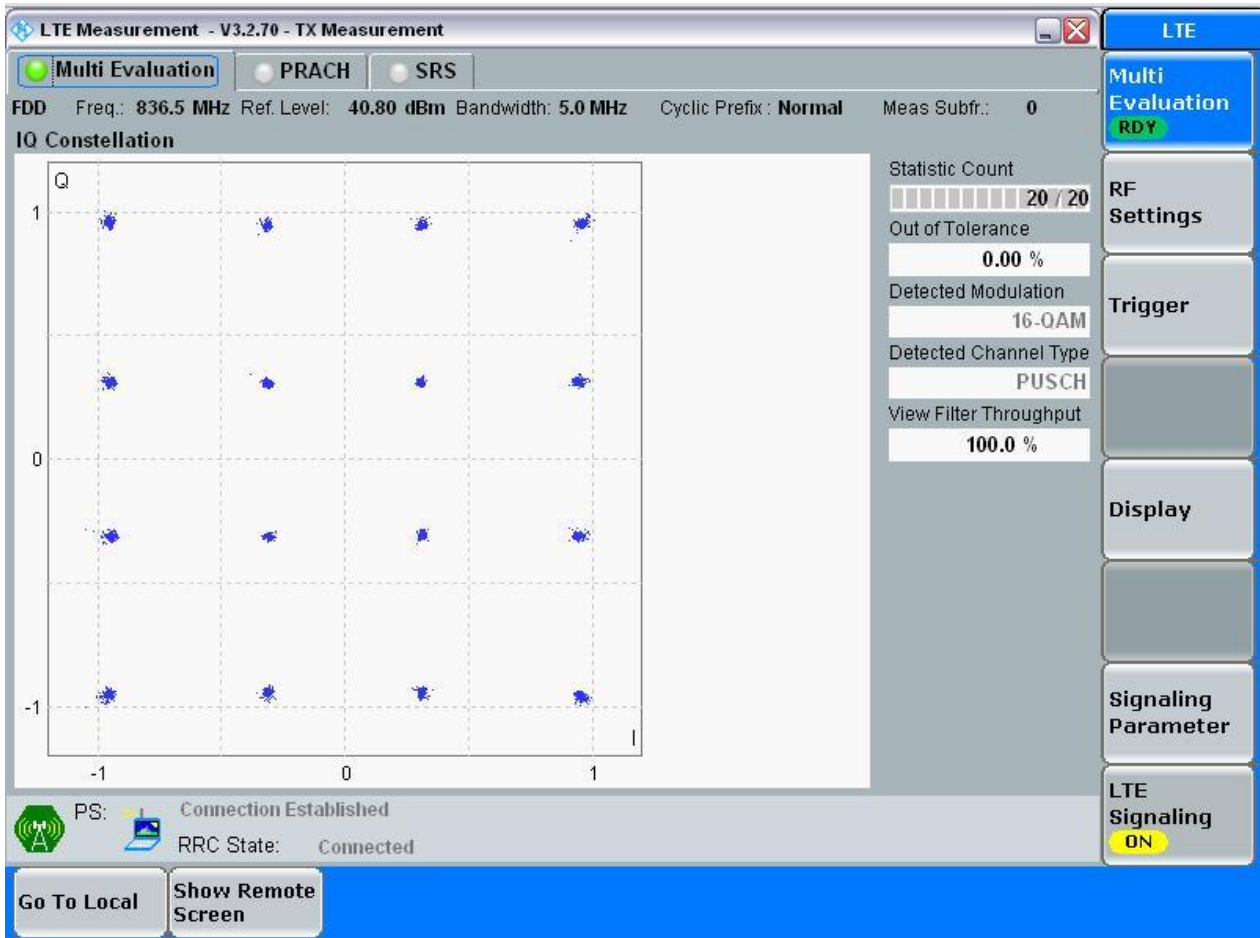 LTE Measurement - V3.2.70 - TX Measurement
Multi Evaluation PRACH SRS
FDD Freq.: 836.5 MHz Ref. Level: 40.80 dBm Bandwidth: 5.0 MHz Cyclic Prefix : Normal Meas Subfr.: 0
IQ Constellation
Q
1
0
-1
I
-1 0 1
Statistic Count
20 / 20
Out of Tolerance
0.00 %
Detected Modulation
16-QAM
Detected Channel Type
PUSCH
View Filter Throughput
100.0 %
PS: Connection Established
RRC State: Connected
LTE
Multi
Evaluation
RDY
RF
Settings
Trigger
Display
Signaling
Parameter
LTE
Signaling
ON
Go To Local
Show Remote
Screen